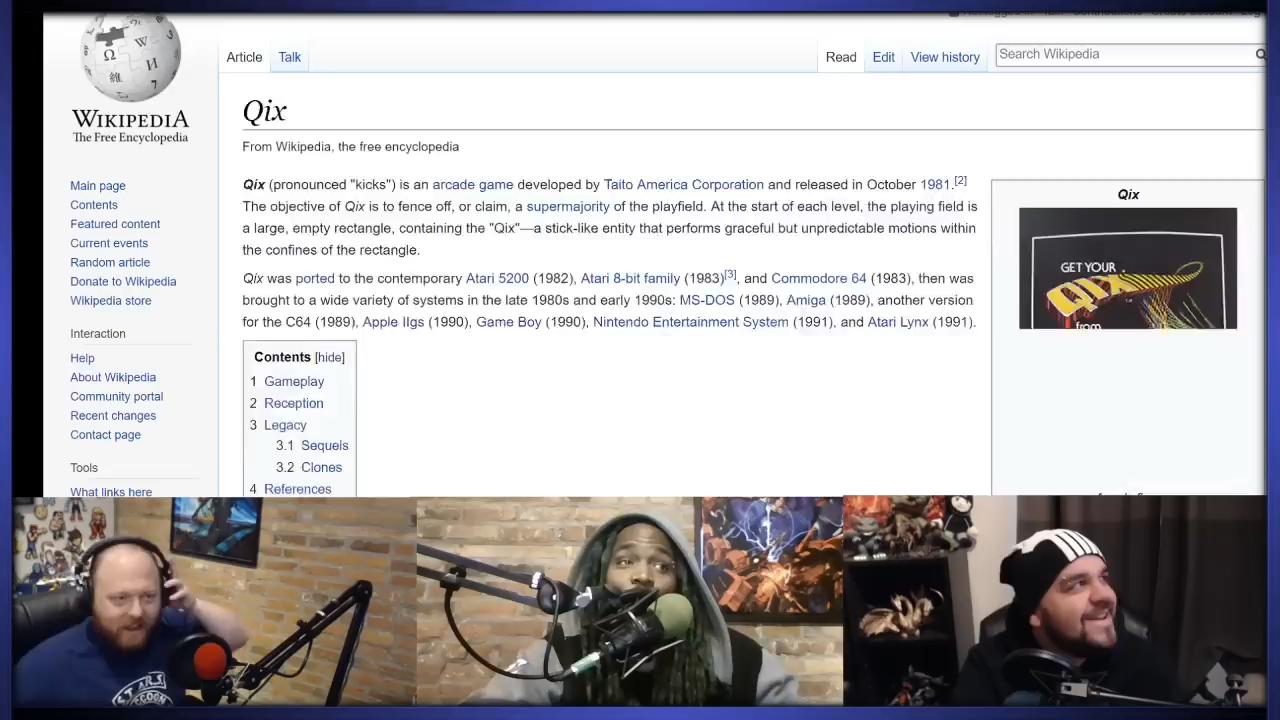 Article Talk Read Edit View history Search Wikipedia
WIKIPEDIA
The Free Encyclopedia
Qix
From Wikipedia, the free encyclopedia
Main page
Contents
Featured content
Current events
Random article
Donate to Wikipedia
Wikipedia store
Interaction
Help
About Wikipedia
Community portal
Recent changes
Contact page
Tools
What links here
Qix (pronounced "kicks") is an arcade game developed by Taito America Corporation and released in October 1981.[2]
The objective of Qix is to fence off, or claim, a supermajority of the playfield. At the start of each level, the playing field is
a large, empty rectangle, containing the "Qix"—a stick-like entity that performs graceful but unpredictable motions within
the confines of the rectangle.
Qix was ported to the contemporary Atari 5200 (1982), Atari 8-bit family (1983)[3], and Commodore 64 (1983), then was
brought to a wide variety of systems in the late 1980s and early 1990s: MS-DOS (1989), Amiga (1989), another version
for the C64 (1989), Apple IIgs (1990), Game Boy (1990), Nintendo Entertainment System (1991), and Atari Lynx (1991).
Contents [hide]
1 Gameplay
2 Reception
3 Legacy
3.1 Sequels
3.2 Clones
4 References
Qix
GET YOUR
QIX
from
S.T.A.R.S.